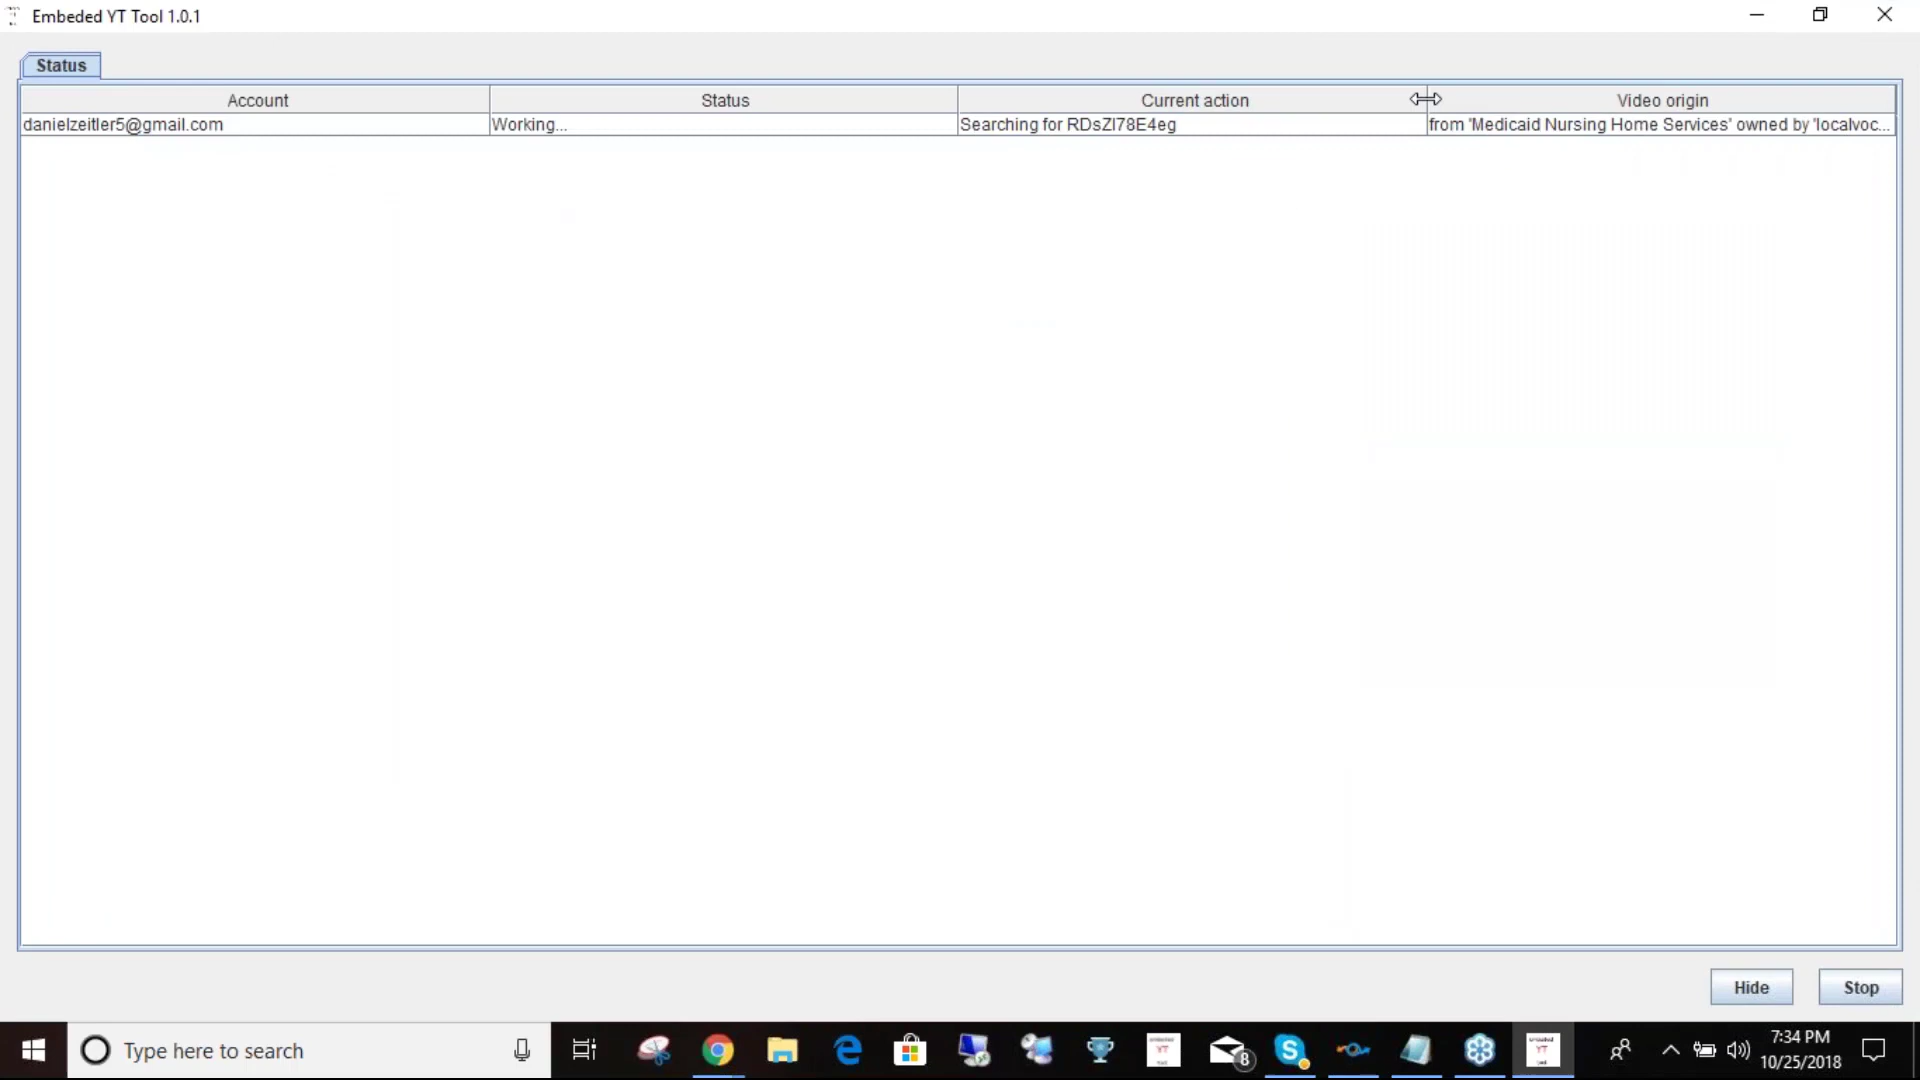 Embeded YT Tool 1.0.1
Status
Account Status Current action Video origin
danielzeitler5@gmail.com Working... Searching for RDsZI78E4eg from 'Medicaid Nursing Home Services' owned by 'localvoc...
Hide Stop
Type here to search
8
7:34 PM
10/25/2018